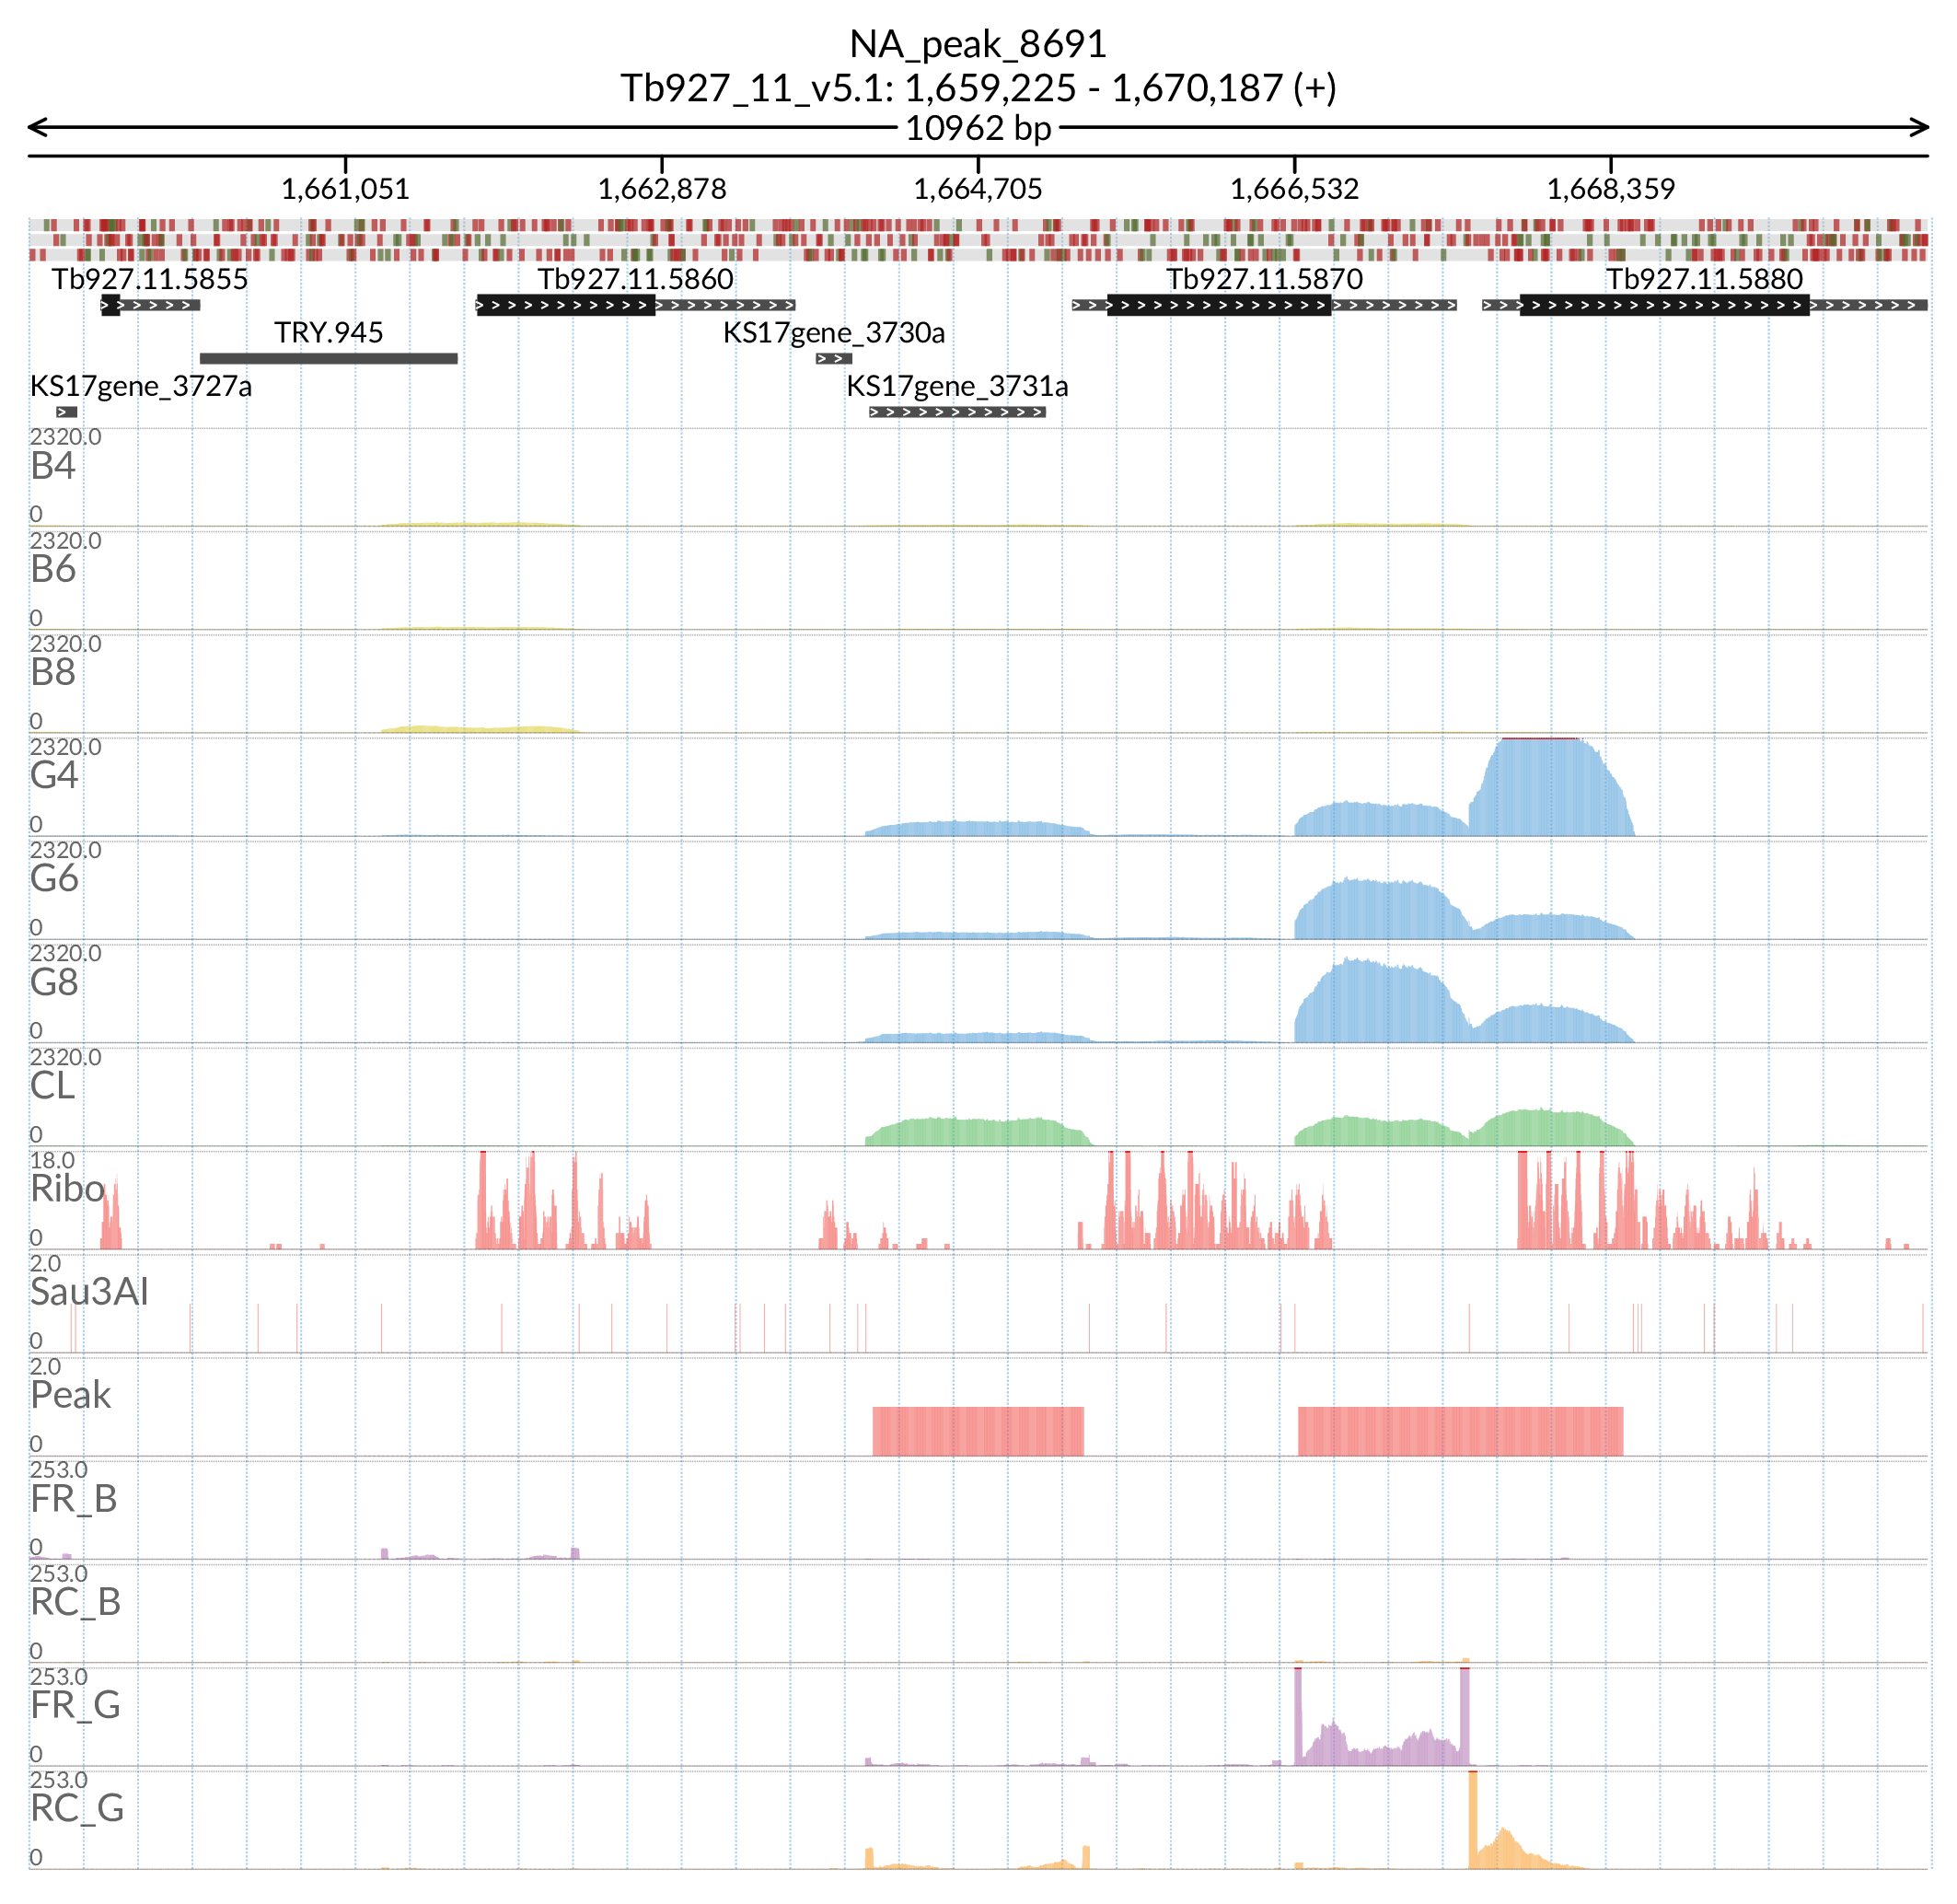 NA_peak_8691
Tb927_11_v5.1: 1,659,225 - 1,670,187 (+)
10962 bp
1,661,051 1,662,878 1,664,705 1,666,532 1,668,359
Tb927.11.5855 Tb927.11.5860 Tb927.11.5870 Tb927.11.5880
TRY.945 KS17gene_3730a
KS17gene_3727a KS17gene_3731a
2320.0
B4
0
2320.0
B6
0
2320.0
B8
0
2320.0
G4
0
2320.0
G6
0
2320.0
G8
0
2320.0
CL
0
18.0
Ribo
0
2.0
Sau3AI
0
2.0
Peak
0
253.0
FR_B
0
253.0
RC_B
0
253.0
FR_G
0
253.0
RC_G
0